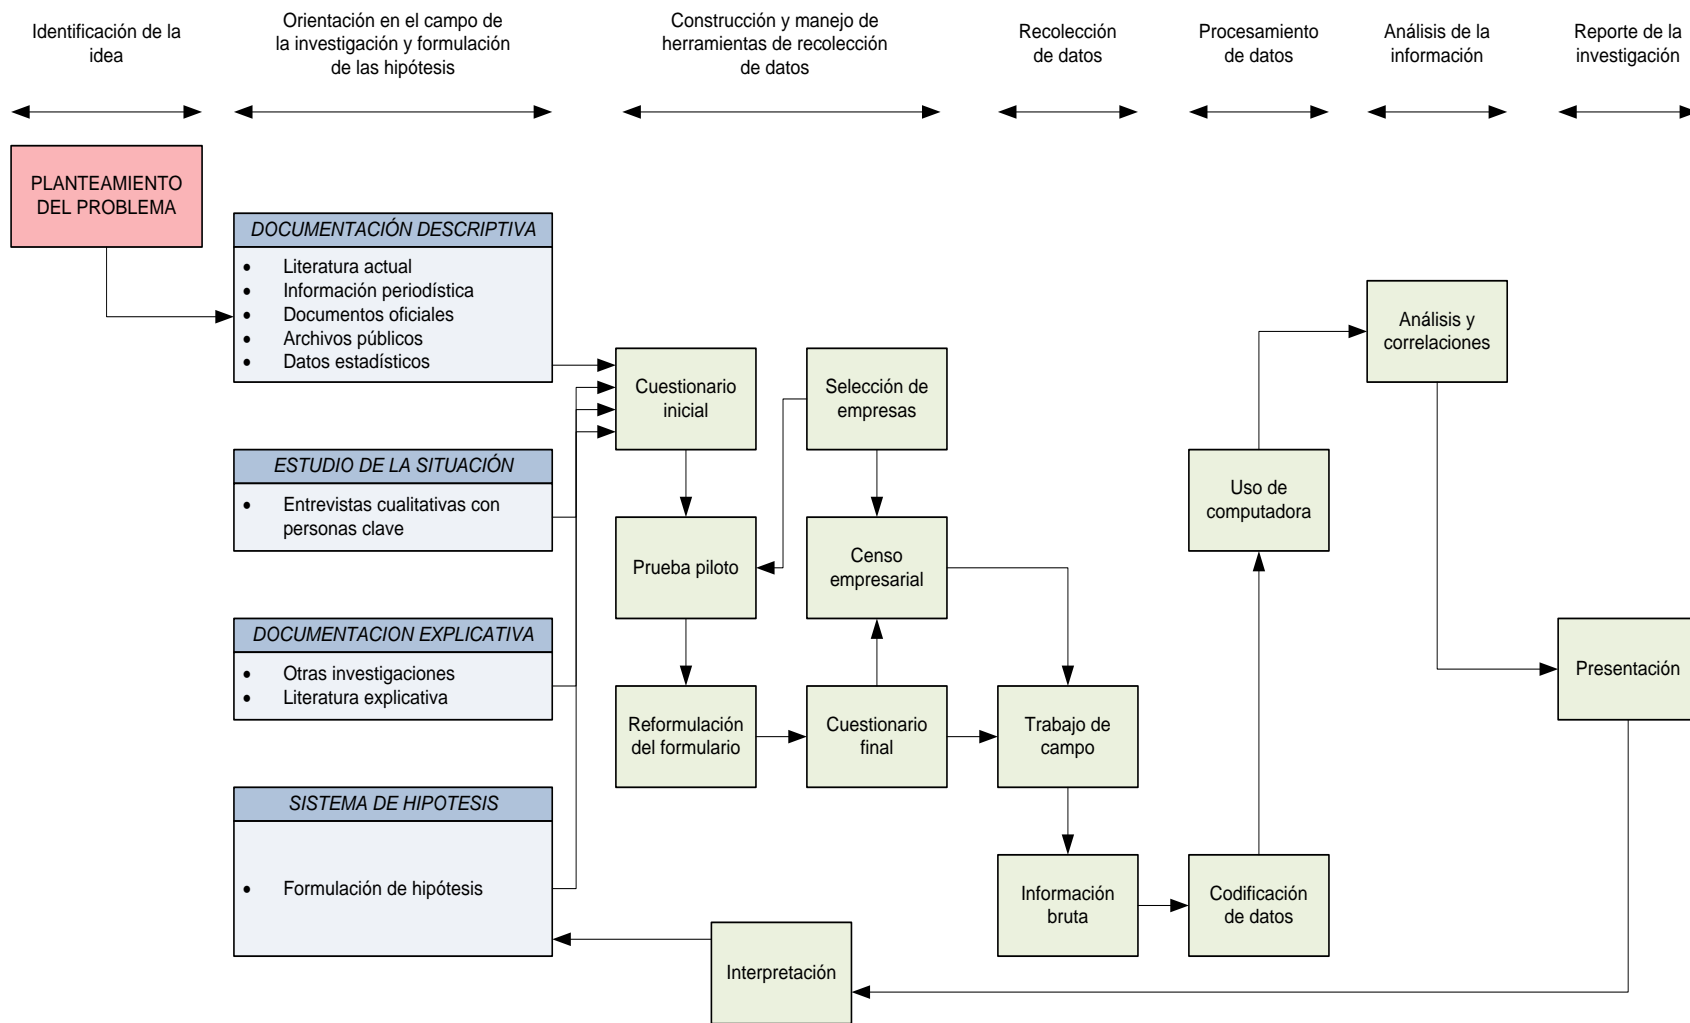 Identificación de la
idea
Orientación en el campo de
la investigación y formulación
de las hipótesis
Construcción y manejo de
herramientas de recolección
de datos
Recolección
de datos
Procesamiento
de datos
Análisis de la
información
Reporte de la
investigación
PLANTEAMIENTO
DEL PROBLEMA
DOCUMENTACIÓN DESCRIPTIVA
• Literatura actual
• Información periodística
• Documentos oficiales
• Archivos públicos
• Datos estadísticos
ESTUDIO DE LA SITUACIÓN
• Entrevistas cualitativas con
personas clave
DOCUMENTACION EXPLICATIVA
• Otras investigaciones
• Literatura explicativa
SISTEMA DE HIPOTESIS
• Formulación de hipótesis
Cuestionario
inicial
Selección de
empresas
Prueba piloto
Censo
empresarial
Reformulación
del formulario
Cuestionario
final
Trabajo de
campo
Información
bruta
Codificación
de datos
Uso de
computadora
Análisis y
correlaciones
Presentación
Interpretación